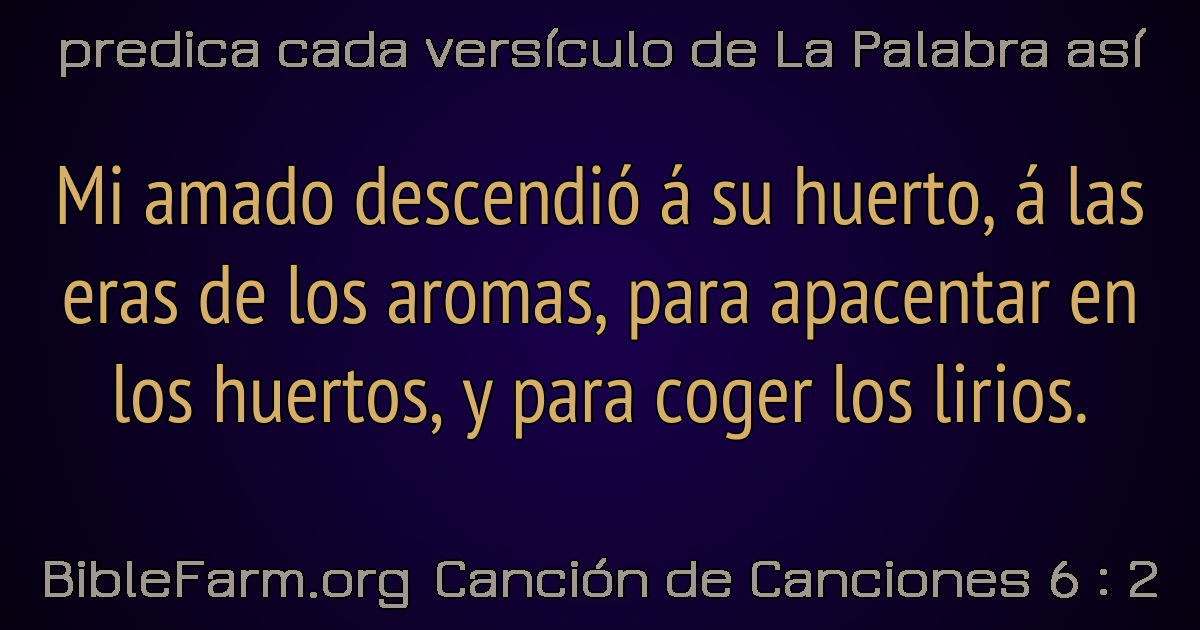 predica cada versículo de La Palabra así
Mi amado descendió á su huerto, á las
eras de los aromas, para apacentar en
los huertos, y para coger los lirios.
BibleFarm.org Canción de Canciones 6 : 2